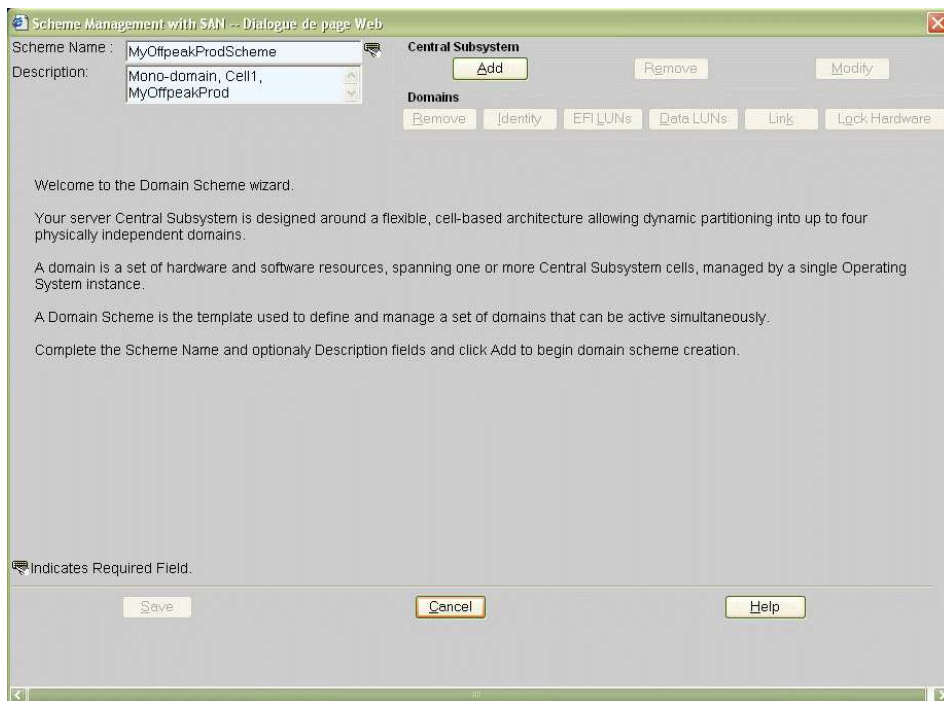 Scheme Management with SAN -- Dialogue de page Web
Scheme Name :
MyOffpeakProdScheme
Description:
Mono-domain, Cell1,
MyOffpeakProd
Central Subsystem
Add
Remove
Modify
Domains
Remove
Identity
EFI LUNs
Data LUNs
Link
Lock Hardware
Welcome to the Domain Scheme wizard.
Your server Central Subsystem is designed around a flexible, cell-based architecture allowing dynamic partitioning into up to four
physically independent domains.
A domain is a set of hardware and software resources, spanning one or more Central Subsystem cells, managed by a single Operating
System instance.
A Domain Scheme is the template used to define and manage a set of domains that can be active simultaneously.
Complete the Scheme Name and optionaly Description fields and click Add to begin domain scheme creation.
Indicates Required Field.
Save
Cancel
Help